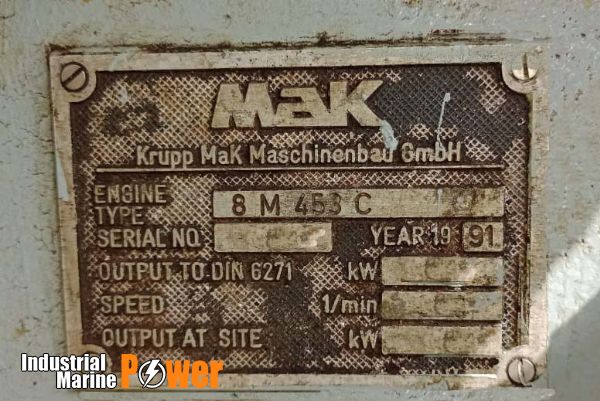 MaK
Krupp MaK Maschinenbau GmbH
ENGINE TYPE 8 M 453 C
SERIAL NO
YEAR 19 91
OUTPUT TO DIN 6271 kW
SPEED 1/min
OUTPUT AT SITE kW
Industrial
Marine Power